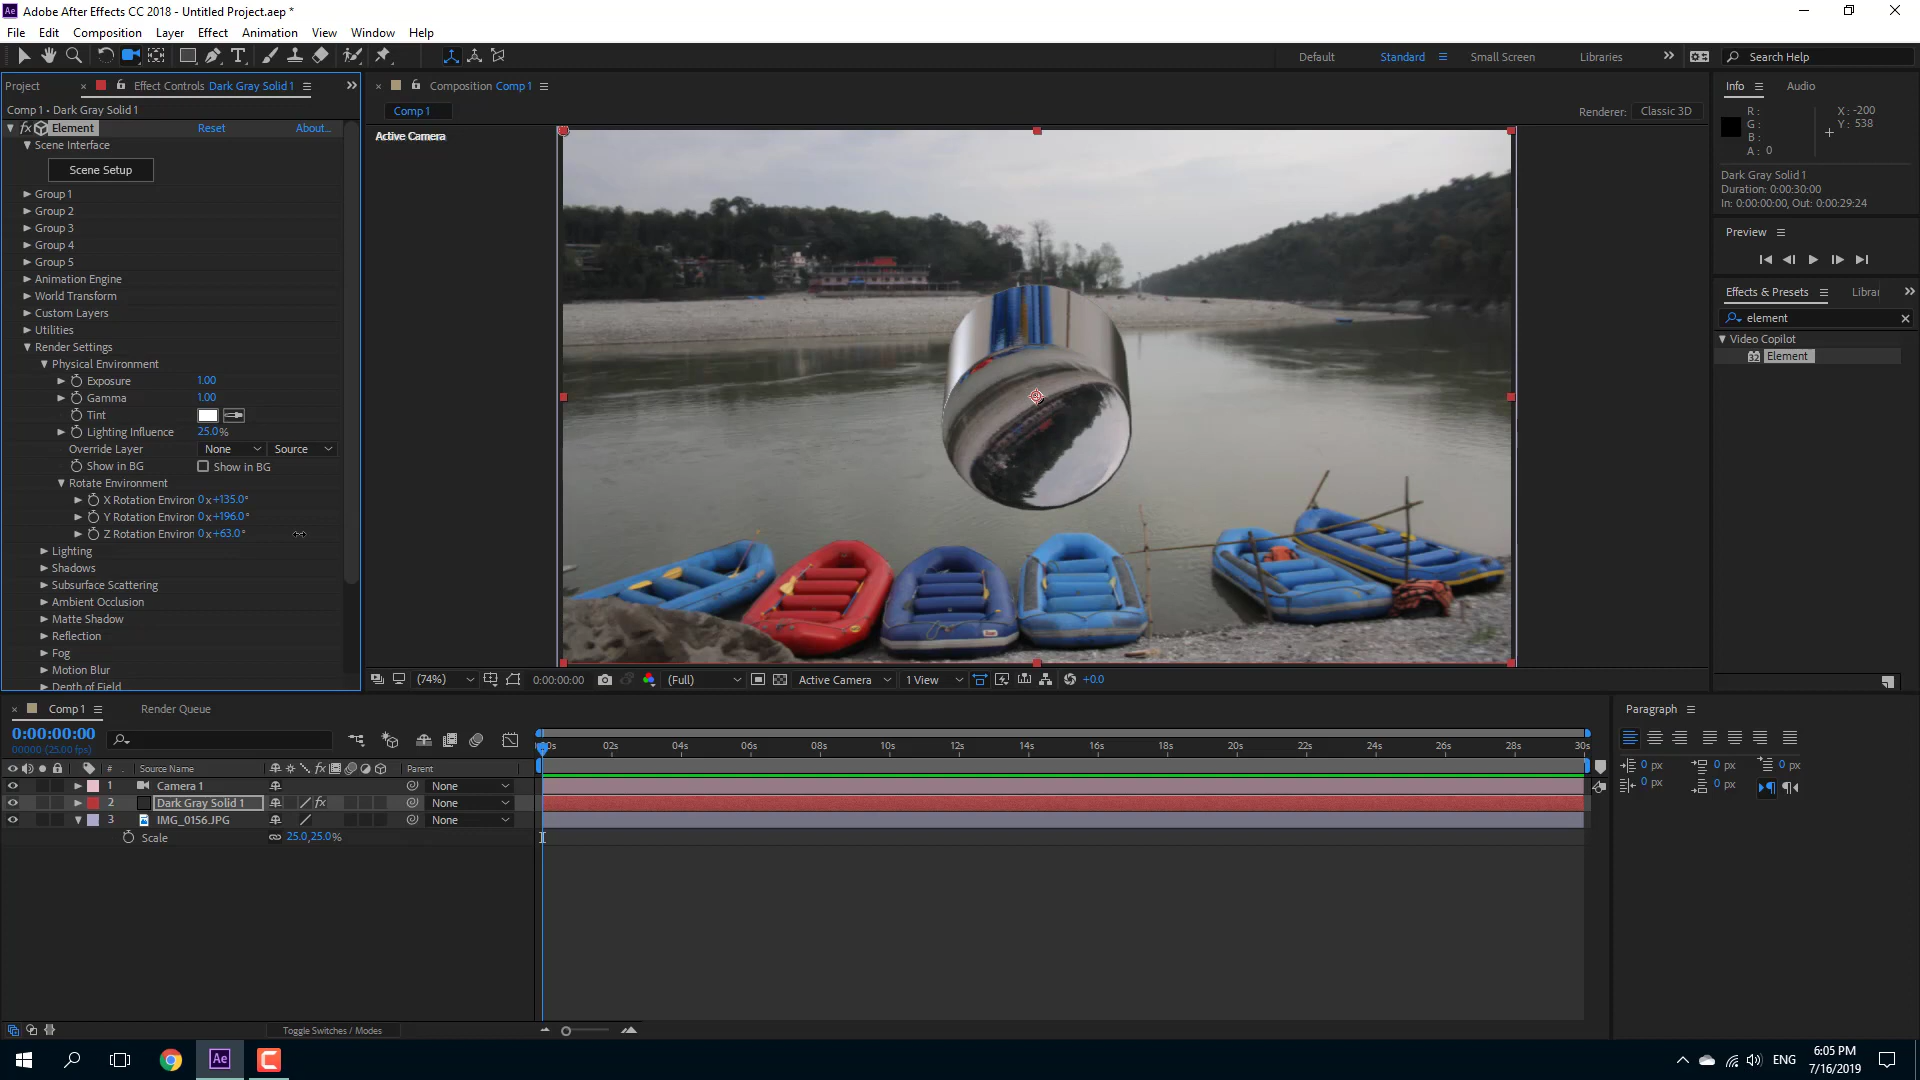 Adobe After Effects CC 2018 - Untitled Project.aep *
File Edit Composition Layer Effect Animation View Window Help
Default Standard Small Screen Libraries Search Help
Project Effect Controls Dark Gray Solid 1
Composition Comp 1
Info Audio
Comp 1 • Dark Gray Solid 1
Comp 1
Renderer: Classic 3D
R :
G :
B :
A : 0
X : -200
Y : 538
Active Camera
fx Element Reset About...
Scene Interface
Scene Setup
Group 1
Group 2
Group 3
Group 4
Group 5
Animation Engine
World Transform
Custom Layers
Utilities
Render Settings
Physical Environment
Exposure 1.00
Gamma 1.00
Tint
Lighting Influence 25.0%
Override Layer None Source
Show in BG Show in BG
Rotate Environment
X Rotation Environ 0x+135.0°
Y Rotation Environ 0x+196.0°
Z Rotation Environ 0x+63.0°
Lighting
Shadows
Subsurface Scattering
Ambient Occlusion
Matte Shadow
Reflection
Fog
Motion Blur
Depth of Field
Dark Gray Solid 1
Duration: 0:00:30:00
In: 0:00:00:00, Out: 0:00:29:24
Preview
Effects & Presets
element
Video Copilot
32 Element
(74%) 0:00:00:00 (Full) Active Camera 1 View +0.0
Comp 1 Render Queue
0:00:00:00
00000 (25.00 fps)
02s 04s 06s 08s 10s 12s 14s 16s 18s 20s 22s 24s 26s 28s 30s
# Source Name fx Parent
1 Camera 1 None
2 Dark Gray Solid 1 fx None
3 IMG_0156.JPG None
Scale 25.0,25.0%
Toggle Switches / Modes
Paragraph
0 px 0 px 0 px
0 px 0 px
Ae
ENG
6:05 PM
7/16/2019